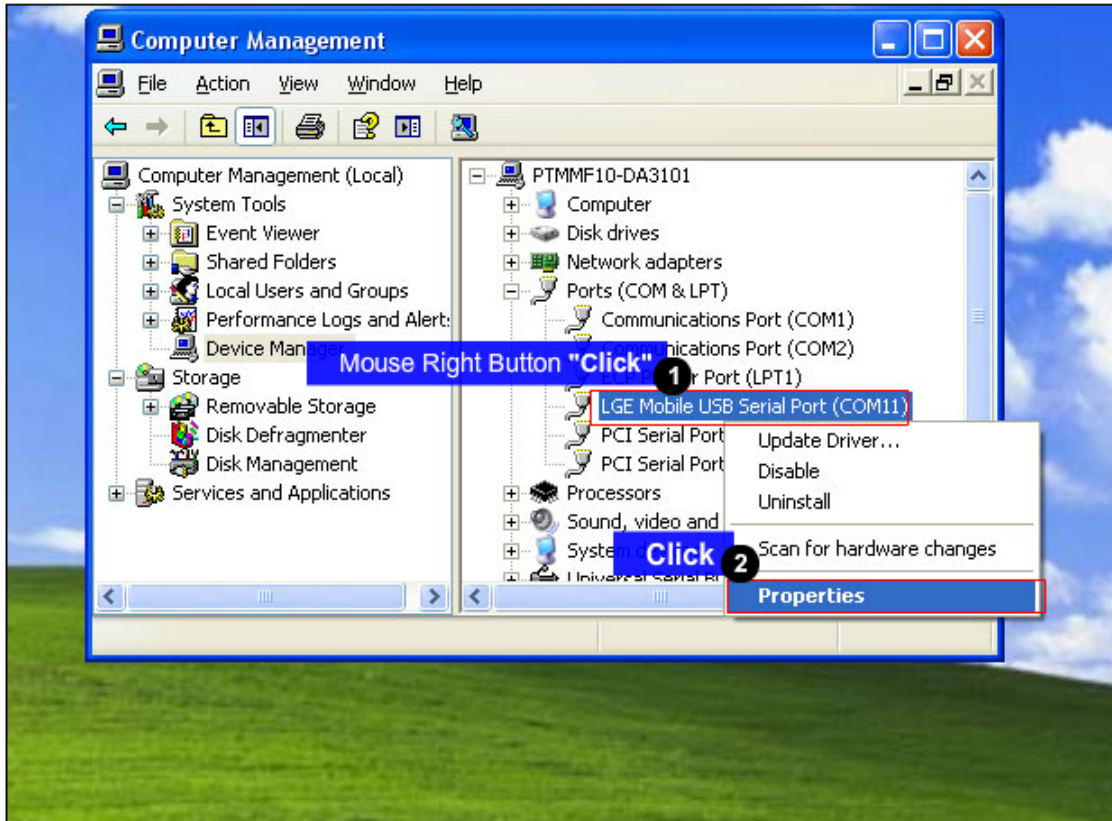 Computer Management
File Action View Window Help
Computer Management (Local)
System Tools
Event Viewer
Shared Folders
Local Users and Groups
Performance Logs and Alert:
Device Manager
Storage
Removable Storage
Disk Defragmenter
Disk Management
Services and Applications
PTMMF10-DA3101
Computer
Disk drives
Network adapters
Ports (COM & LPT)
Communications Port (COM1)
Communications Port (COM2)
Mouse Right Button "Click" 1
Port (LPT1)
LGE Mobile USB Serial Port (COM11)
PCI Serial Port
PCI Serial Port
Processors
Sound, video and
System
Universal Serial
Update Driver...
Disable
Uninstall
Scan for hardware changes
Click 2
Properties